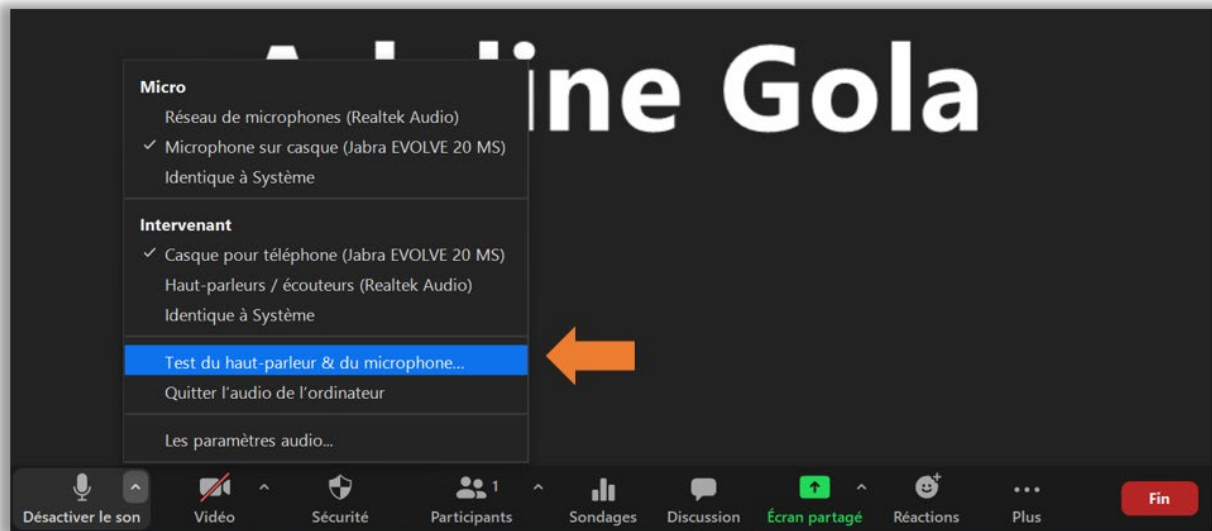 ine Gola
Micro
Réseau de microphones (Realtek Audio)
Microphone sur casque (Jabra EVOLVE 20 MS)
Identique à Système
Intervenant
Casque pour téléphone (Jabra EVOLVE 20 MS)
Haut-parleurs / écouteurs (Realtek Audio)
Identique à Système
Test du haut-parleur & du microphone...
Quitter l'audio de l'ordinateur
Les paramètres audio...
1
Désactiver le son Vidéo Sécurité Participants Sondages Discussion Écran partagé Réactions Plus Fin